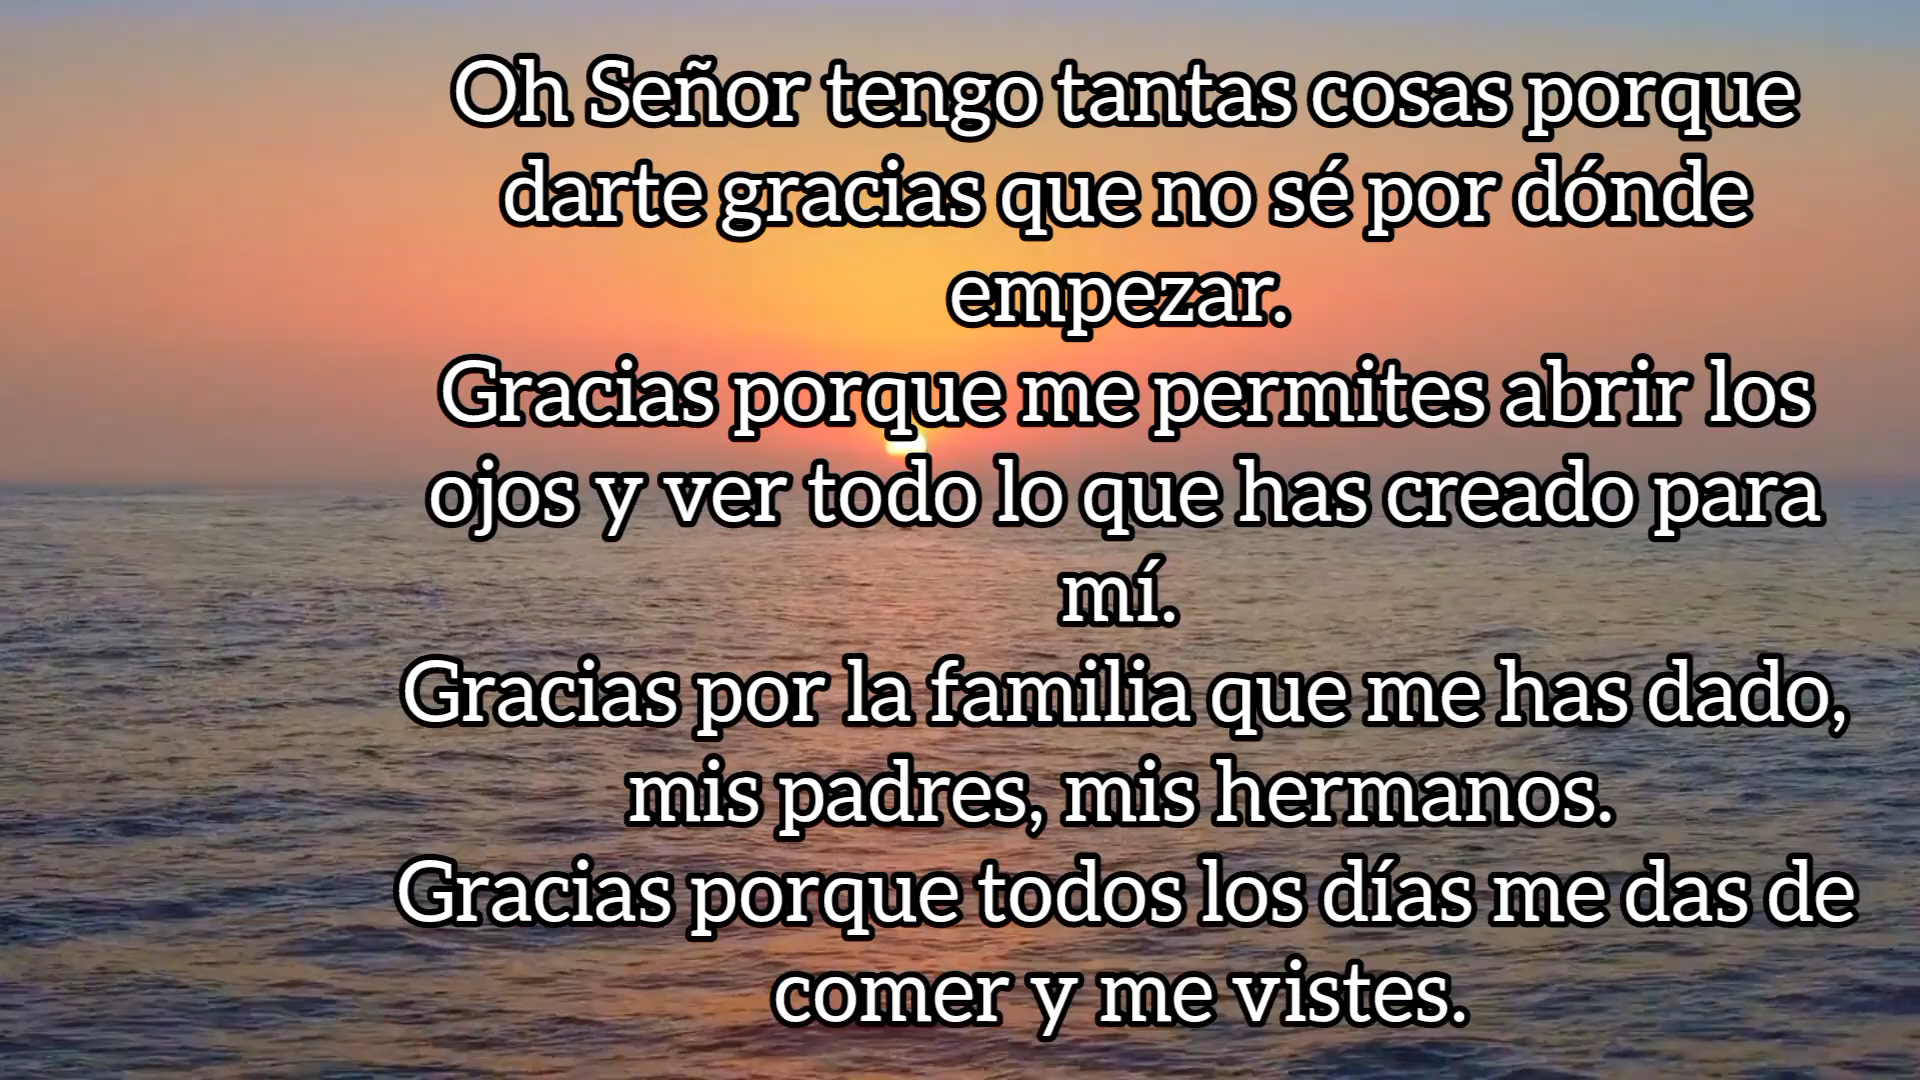 Oh Señor tengo tantas cosas porque
darte gracias que no sé por dónde
empezar.
Gracias porque me permites abrir los
ojos y ver todo lo que has creado para
mí.
Gracias por la familia que me has dado,
mis padres, mis hermanos.
Gracias porque todos los días me das de
comer y me vistes.